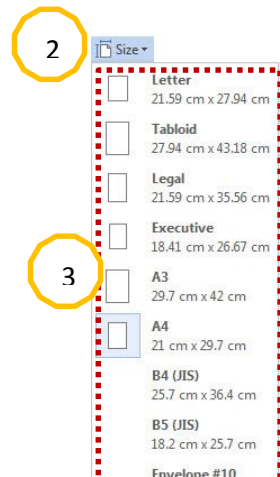 2
Size
Letter
21.59 cm x 27.94 cm
Tabloid
27.94 cm x 43.18 cm
Legal
21.59 cm x 35.56 cm
Executive
18.41 cm x 26.67 cm
3
A3
29.7 cm x 42 cm
A4
21 cm x 29.7 cm
B4 (JIS)
25.7 cm x 36.4 cm
B5 (JIS)
18.2 cm x 25.7 cm
Envelope #10